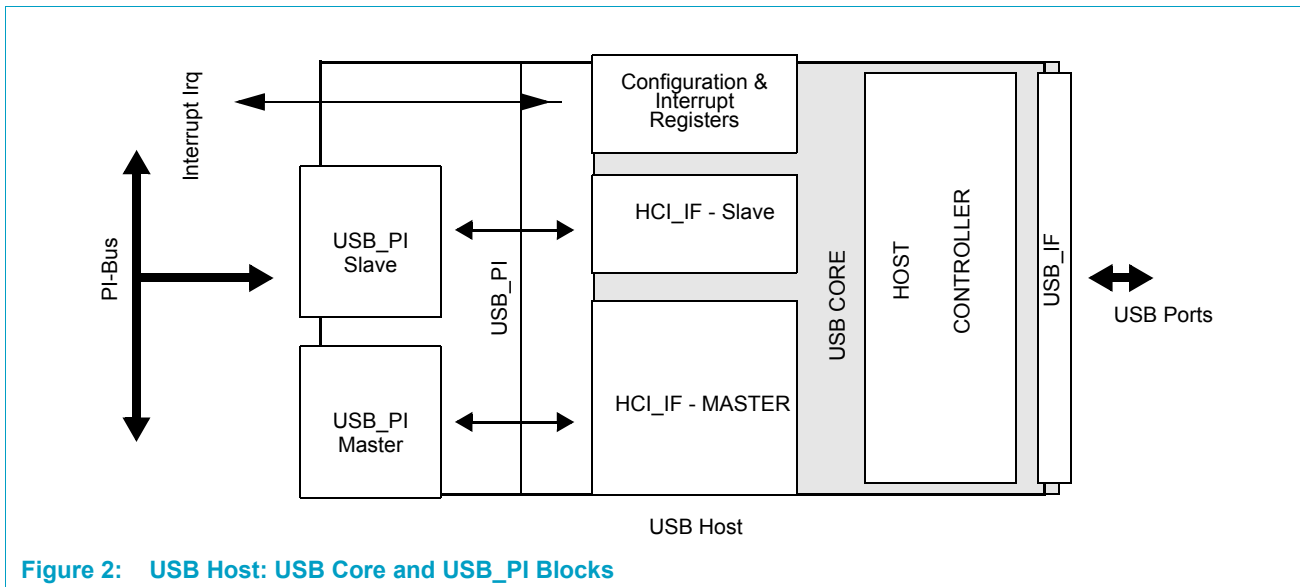 Interrupt Irq
Configuration &
Interrupt
Registers
PI-Bus
USB_PI
Slave
USB_PI
HCI_IF - Slave
USB_PI
Master
HCI_IF - MASTER
USB CORE
HOST
CONTROLLER
USB_IF
USB Ports
USB Host
Figure 2: USB Host: USB Core and USB_PI Blocks